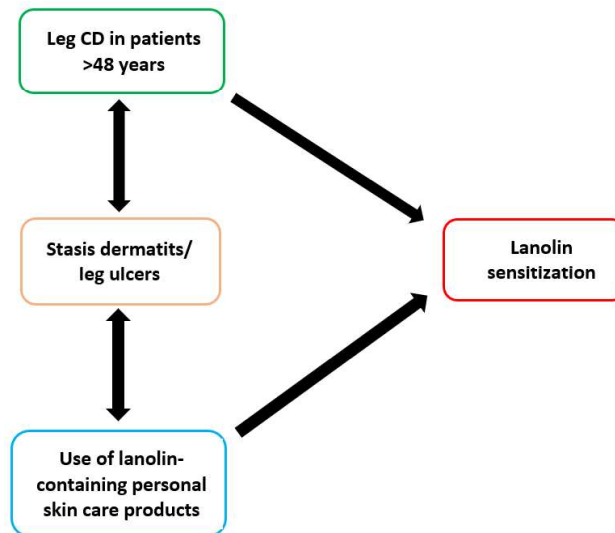 Leg CD in patients
>48 years
Stasis dermatits/
leg ulcers
Lanolin
sensitization
Use of lanolin-
containing personal
skin care products